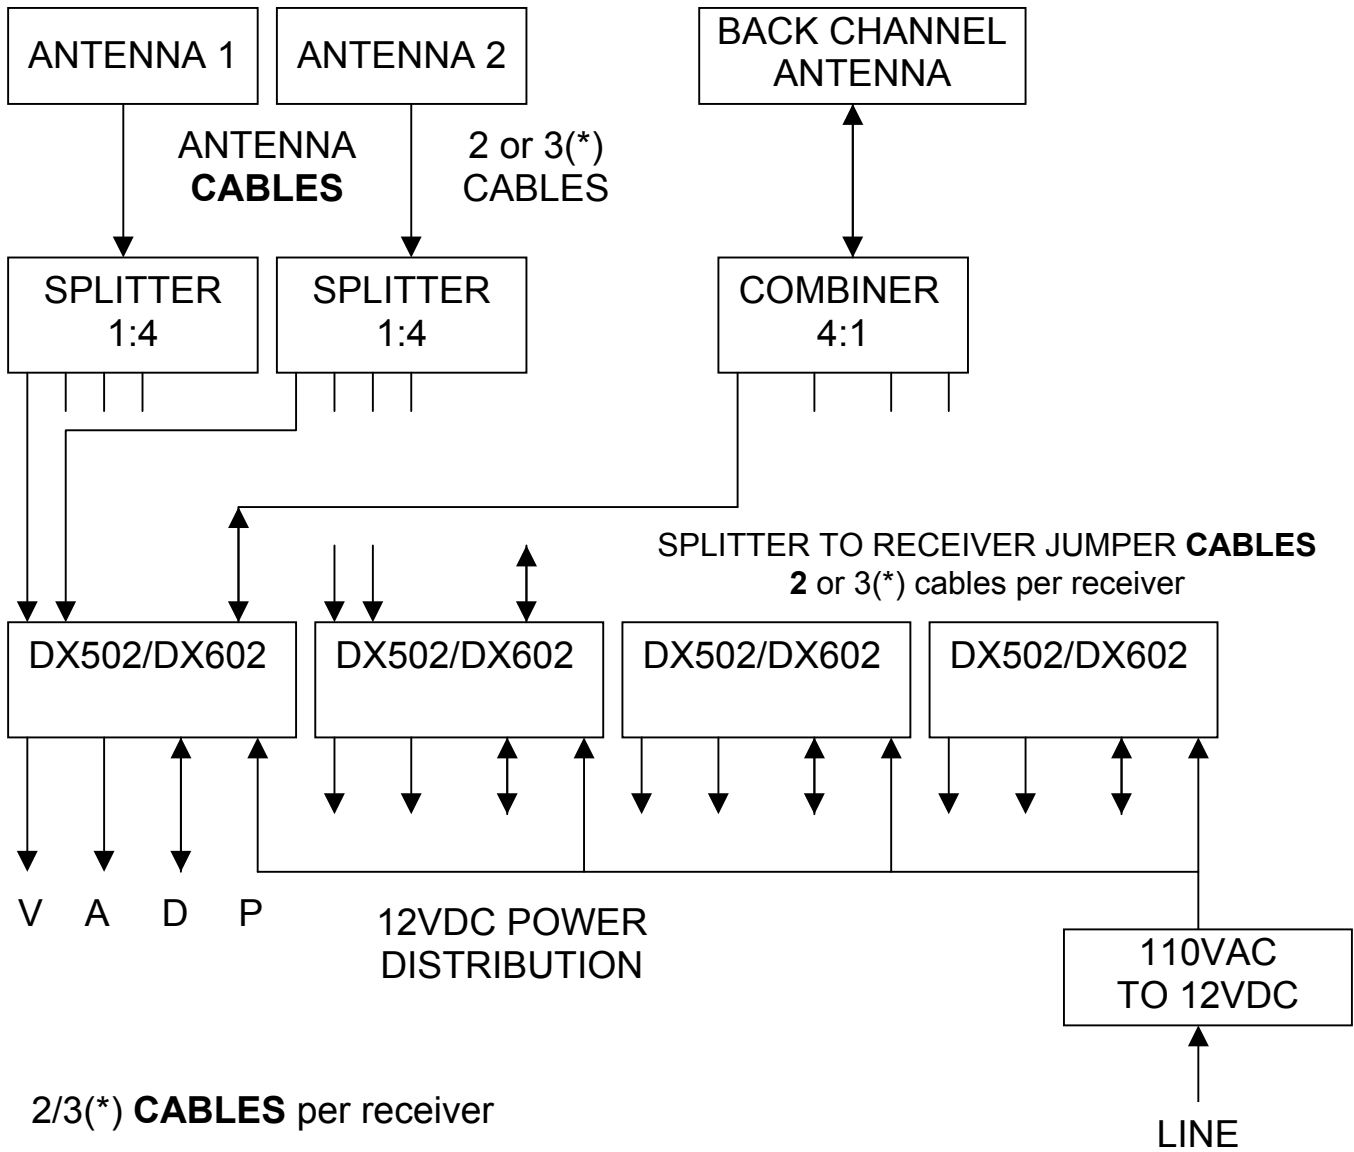 ANTENNA 1
ANTENNA 2
BACK CHANNEL
ANTENNA
ANTENNA
CABLES
2 or 3(*)
CABLES
SPLITTER
1:4
SPLITTER
1:4
COMBINER
4:1
SPLITTER TO RECEIVER JUMPER CABLES
2 or 3(*) cables per receiver
DX502/DX602
DX502/DX602
DX502/DX602
DX502/DX602
V A D P
12VDC POWER
DISTRIBUTION
110VAC
TO 12VDC
2/3(*) CABLES per receiver
LINE